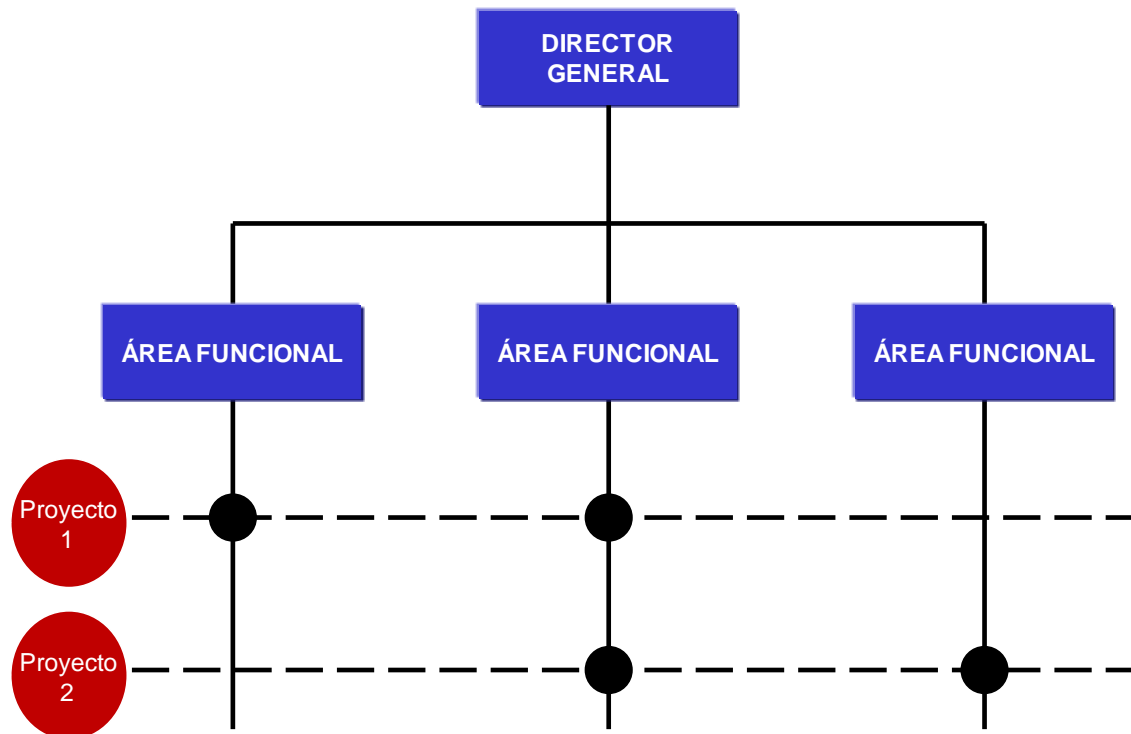 DIRECTOR
GENERAL
ÁREA FUNCIONAL
ÁREA FUNCIONAL
ÁREA FUNCIONAL
Proyecto
1
Proyecto
2